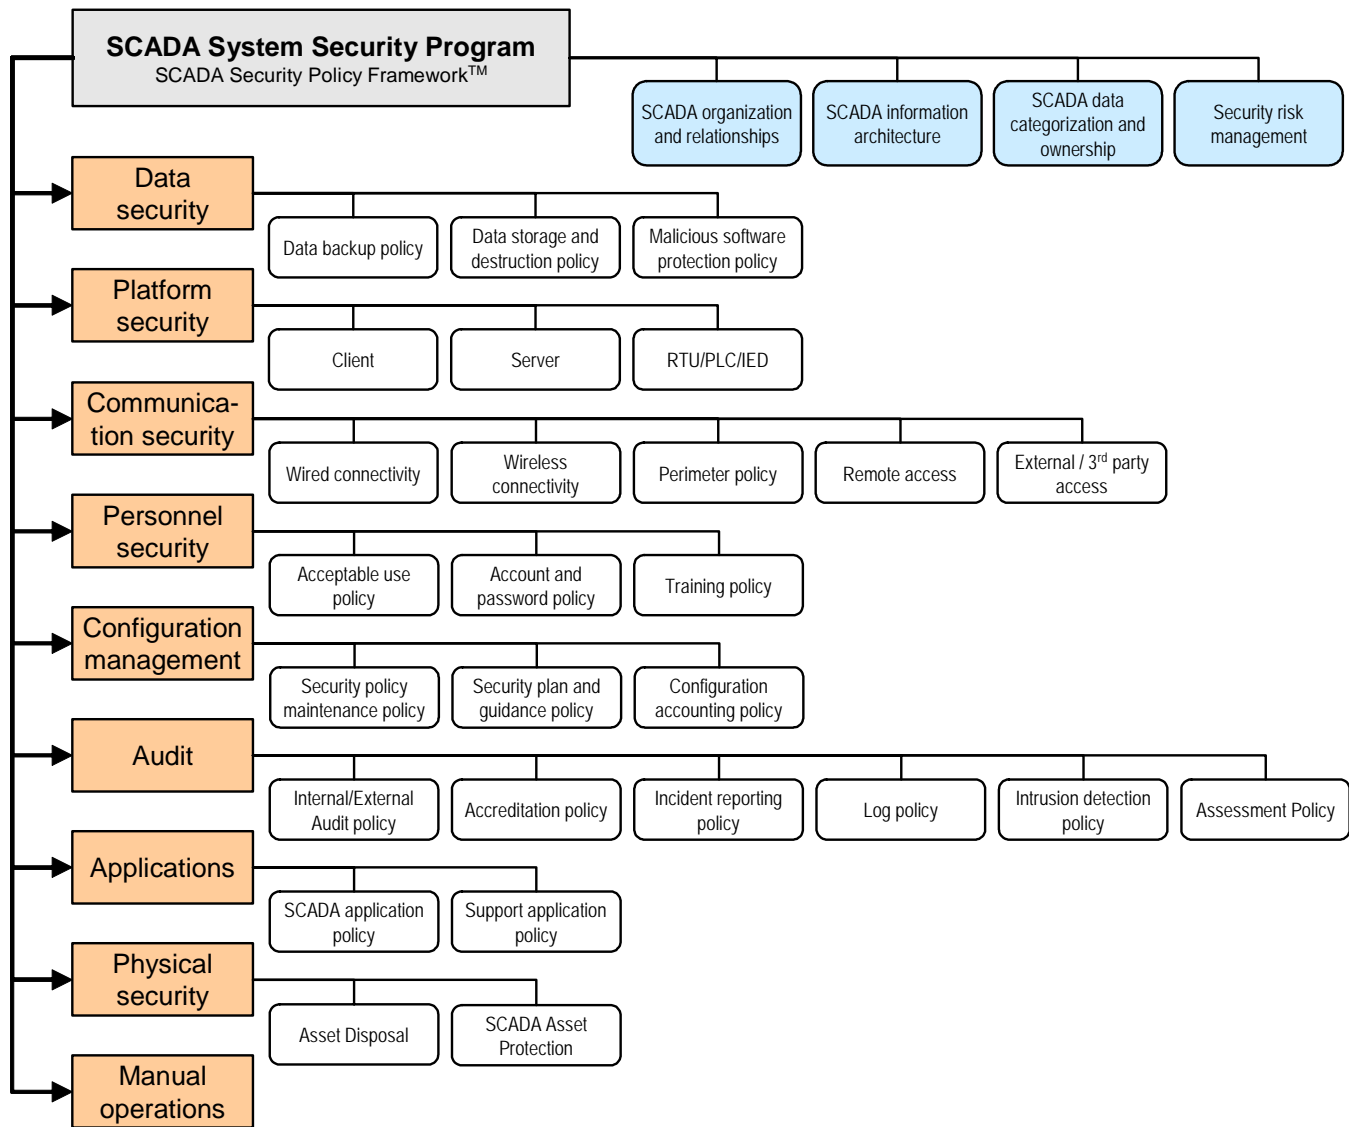 SCADA System Security Program
SCADA Security Policy Framework™
SCADA organization
and relationships
SCADA information
architecture
SCADA data
categorization and
ownership
Security risk
management
Data
security
Data backup policy
Data storage and
destruction policy
Malicious software
protection policy
Platform
security
Client
Server
RTU/PLC/IED
Communica-
tion security
Wired connectivity
Wireless
connectivity
Perimeter policy
Remote access
External / 3rd party
access
Personnel
security
Acceptable use
policy
Account and
password policy
Training policy
Configuration
management
Security policy
maintenance policy
Security plan and
guidance policy
Configuration
accounting policy
Audit
Internal/External
Audit policy
Accreditation policy
Incident reporting
policy
Log policy
Intrusion detection
policy
Assessment Policy
Applications
SCADA application
policy
Support application
policy
Physical
security
Asset Disposal
SCADA Asset
Protection
Manual
operations